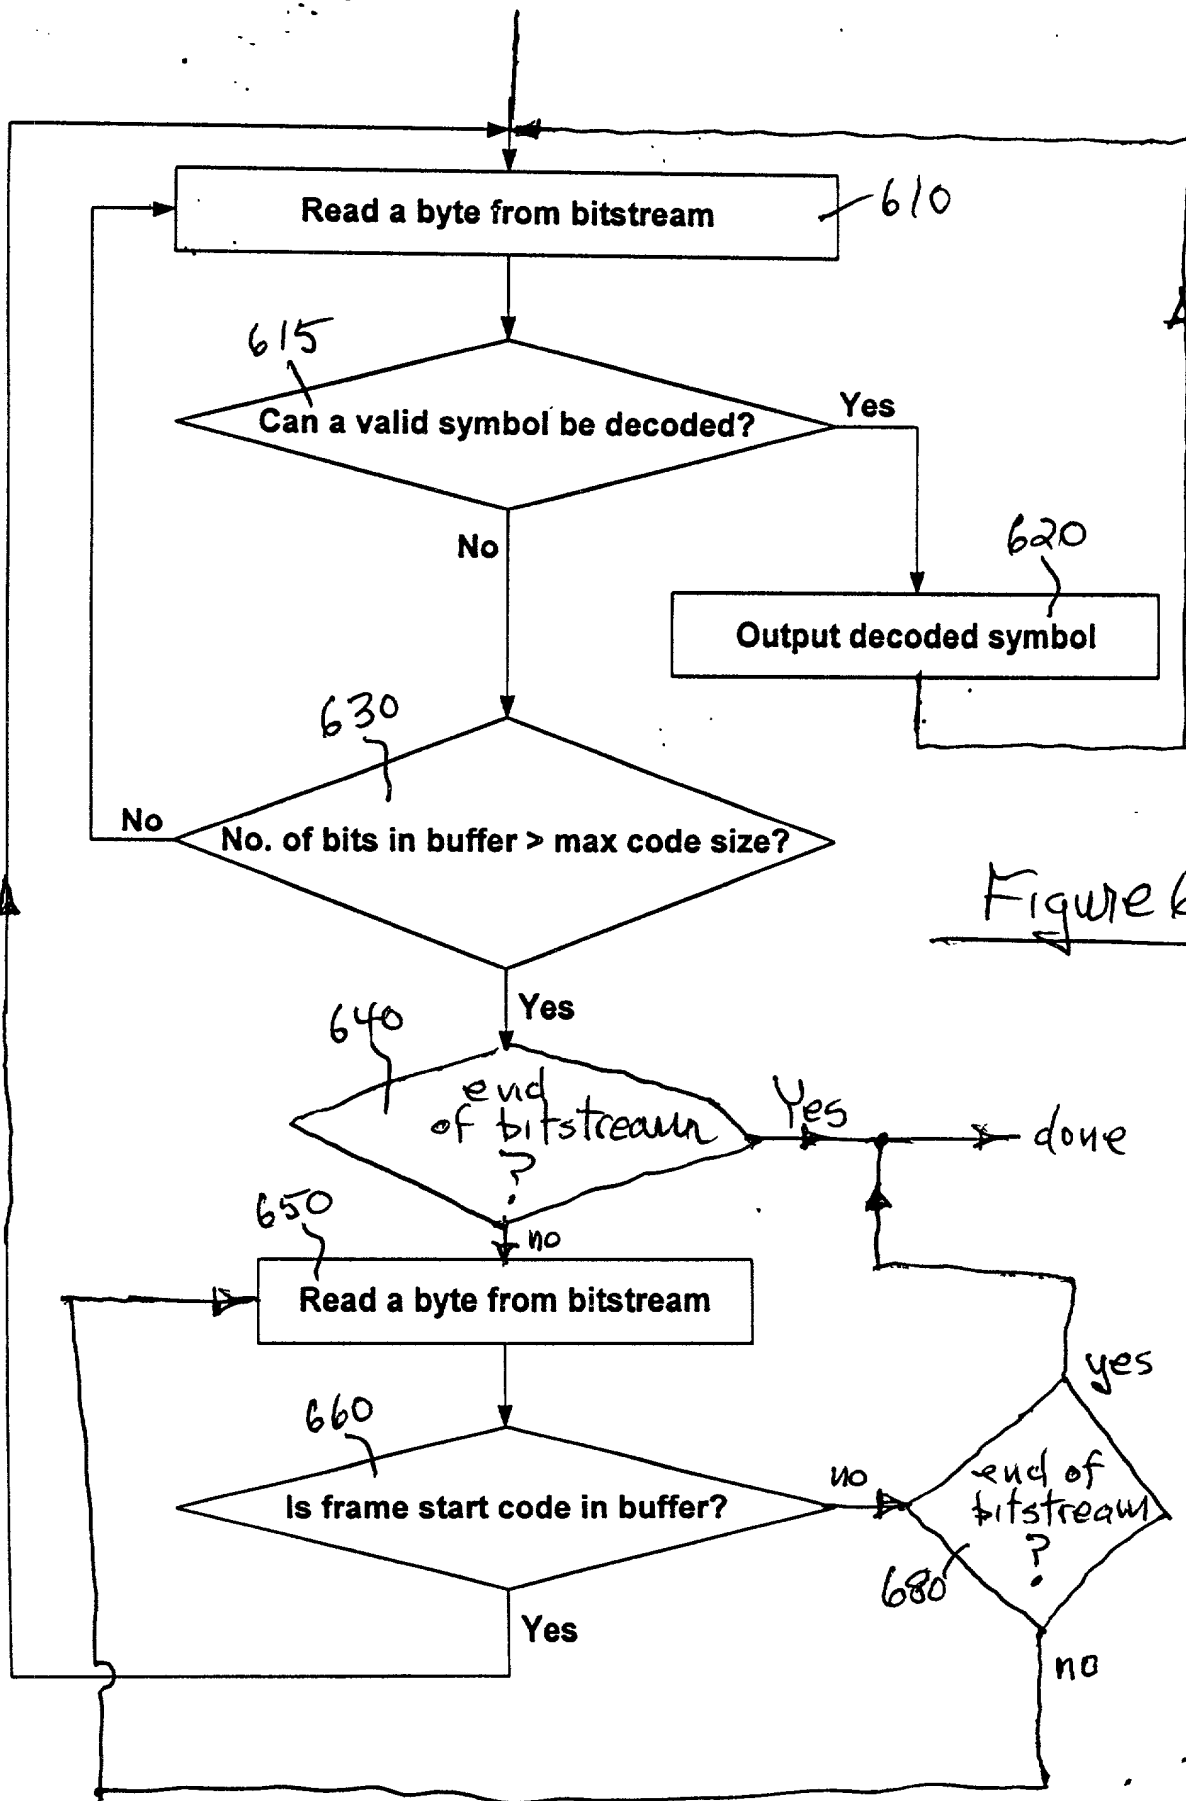 Read a byte from bitstream
610
615
Can a valid symbol be decoded?
Yes
No
620
Output decoded symbol
630
No
No. of bits in buffer > max code size?
Figure 6
Yes
640
end
of bitstream
?
Yes
done
650
no
Read a byte from bitstream
yes
660
Is frame start code in buffer?
no
end of
bitstream
?
680
Yes
no